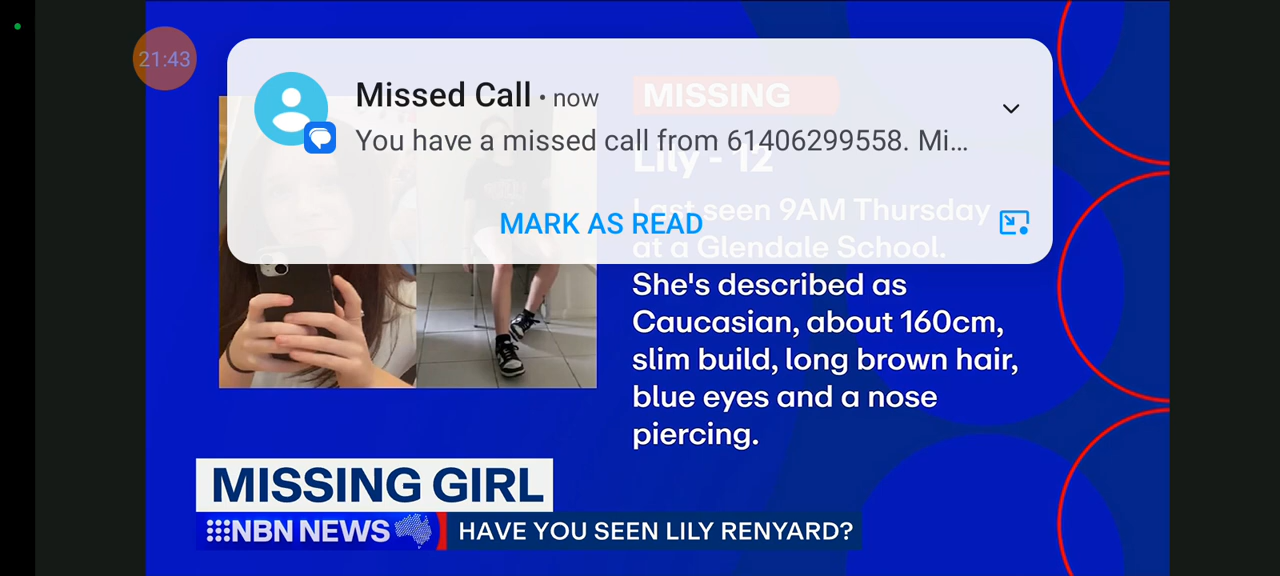 21:43
Missed Call • now
You have a missed call from 61406299558. Mi...
MARK AS READ
MISSING
Lily - 12
Last seen 9AM Thursday
at a Glendale School.
She's described as
Caucasian, about 160cm,
slim build, long brown hair,
blue eyes and a nose
piercing.
MISSING GIRL
NBN NEWS
HAVE YOU SEEN LILY RENYARD?